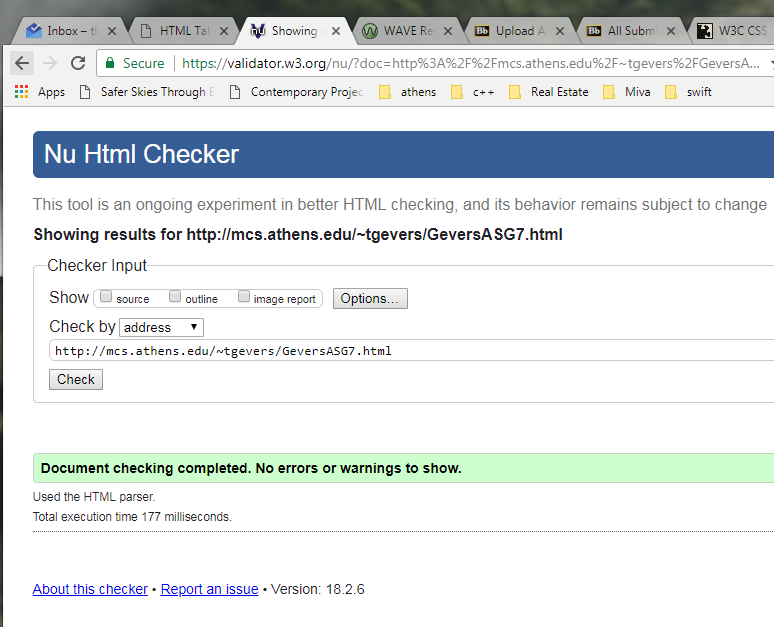 Inbox – th
HTML Tab
Showing
WAVE Re
Upload A
All Subm
W3C CSS
Secure
https://validator.w3.org/nu/?doc=http%3A%2F%2Fmcs.athens.edu%2F~tgevers%2FGeversA...
Apps
Safer Skies Through E
Contemporary Projec
athens
c++
Real Estate
Miva
swift
Nu Html Checker
This tool is an ongoing experiment in better HTML checking, and its behavior remains subject to change
Showing results for http://mcs.athens.edu/~tgevers/GeversASG7.html
Checker Input
Show source outline image report Options...
Check by address
http://mcs.athens.edu/~tgevers/GeversASG7.html
Check
Document checking completed. No errors or warnings to show.
Used the HTML parser.
Total execution time 177 milliseconds.
About this checker • Report an issue • Version: 18.2.6